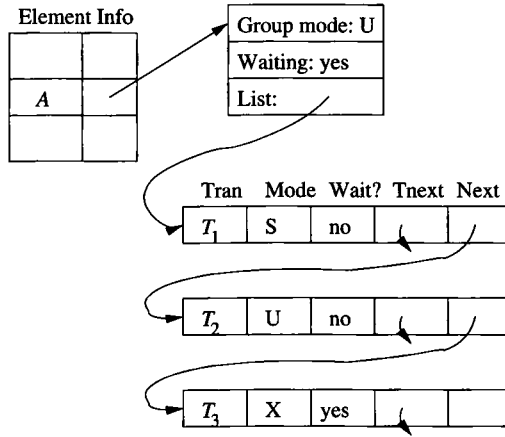 Element Info
Group mode: U
Waiting: yes
List:
A
Tran Mode Wait? Tnext Next
T1 S no
T2 U no
T3 X yes